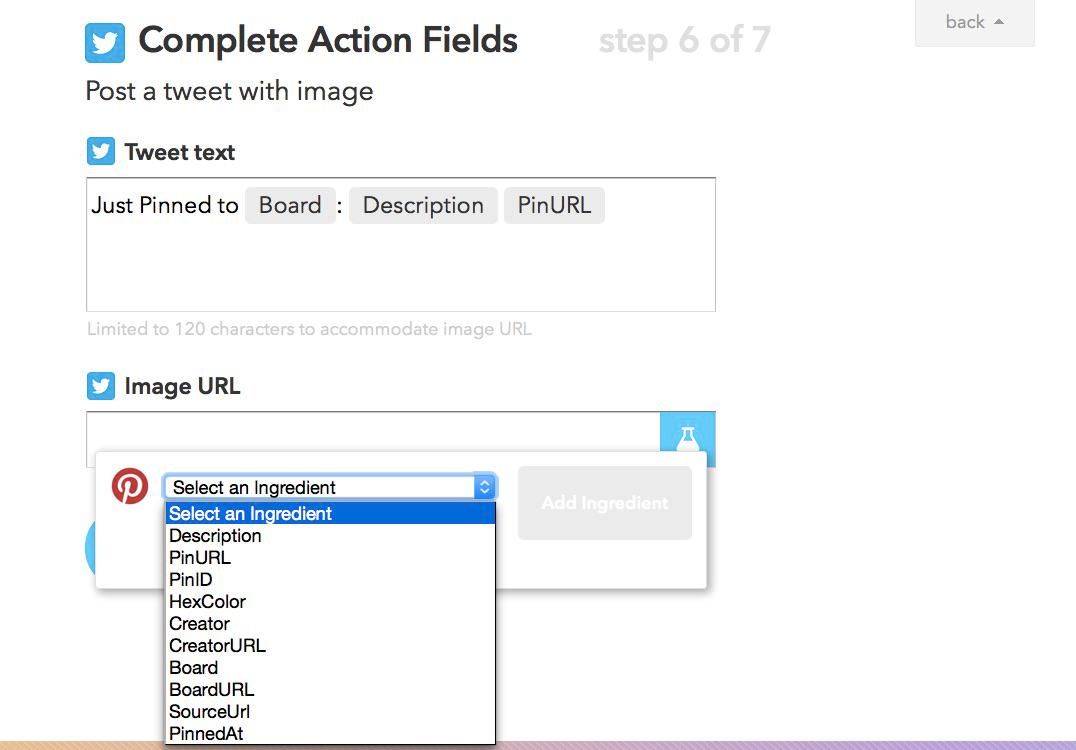 Complete Action Fields
step 6 of 7
back
Post a tweet with image
Tweet text
Just Pinned to Board : Description PinURL
Limited to 120 characters to accommodate image URL
Image URL
Select an Ingredient
Add Ingredient
Select an Ingredient
Description
PinURL
PinID
HexColor
Creator
CreatorURL
Board
BoardURL
SourceUrl
PinnedAt